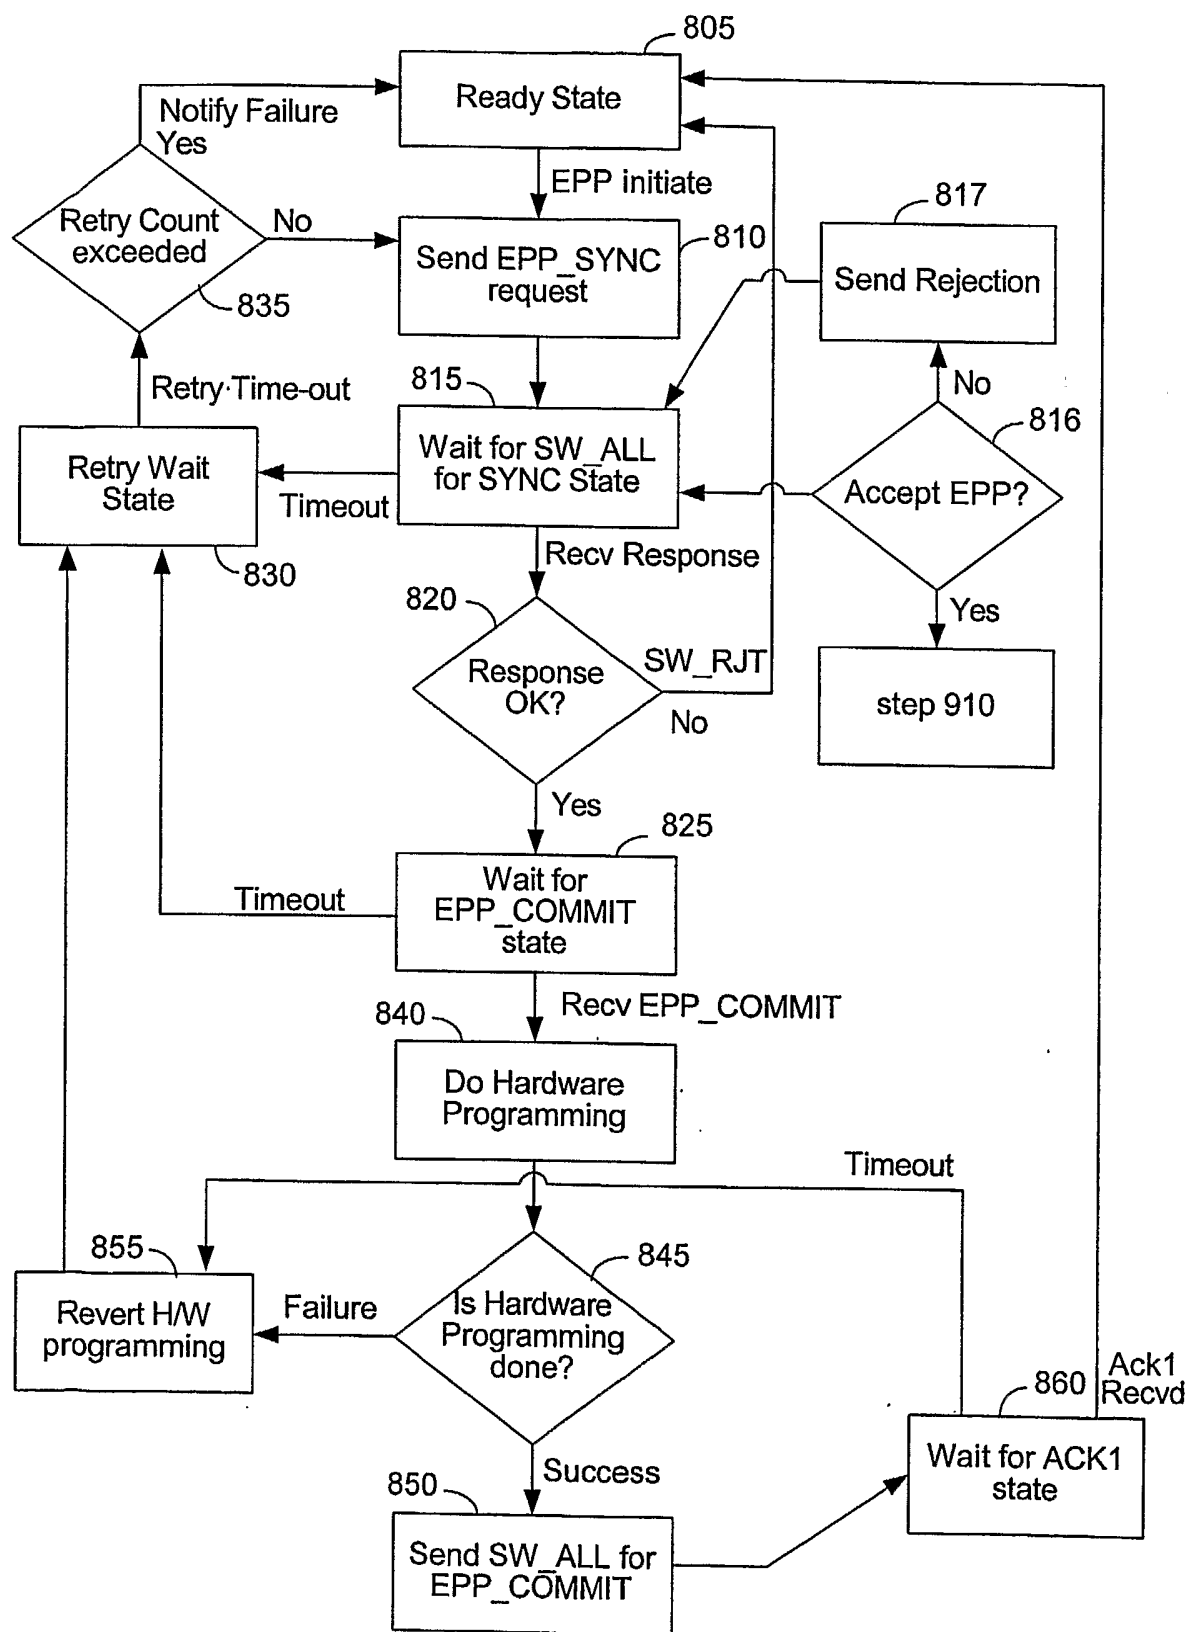 805
Ready State
Notify Failure
Yes
EPP initiate
817
Retry Count
exceeded
No
810
Send EPP_SYNC
request
Send Rejection
835
Retry Time-out
815
No
816
Retry Wait
State
Wait for SW_ALL
for SYNC State
Accept EPP?
Timeout
Recv Response
830
820
Yes
Response
OK?
SW_RJT
No
step 910
Yes
825
Timeout
Wait for
EPP_COMMIT
state
Recv EPP_COMMIT
840
Do Hardware
Programming
Timeout
855
845
Revert H/W
programming
Failure
Is Hardware
Programming
done?
860
Ack1
Recvd
Success
Wait for ACK1
state
850
Send SW_ALL for
EPP_COMMIT